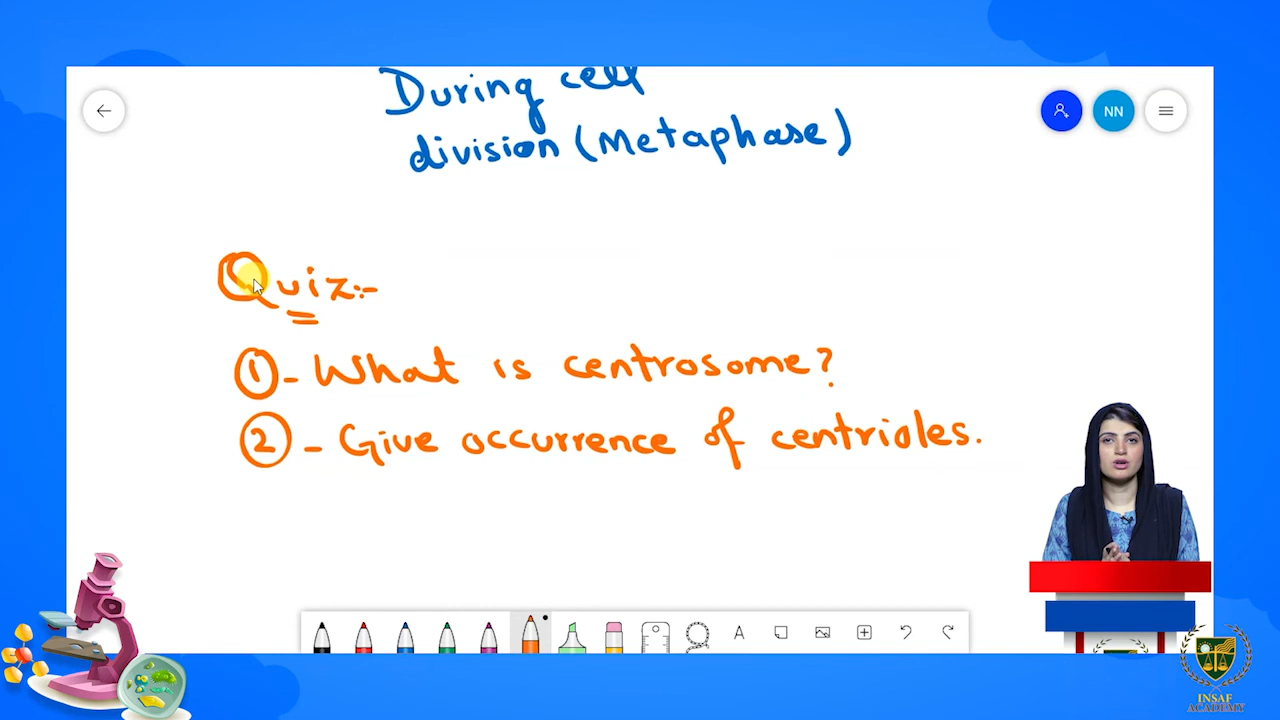 During cell
division (Metaphase)
NN
Quiz:-
1 - What is centrosome?
2 - Give occurrence of centrioles.
A
INSAF
ACADEMY